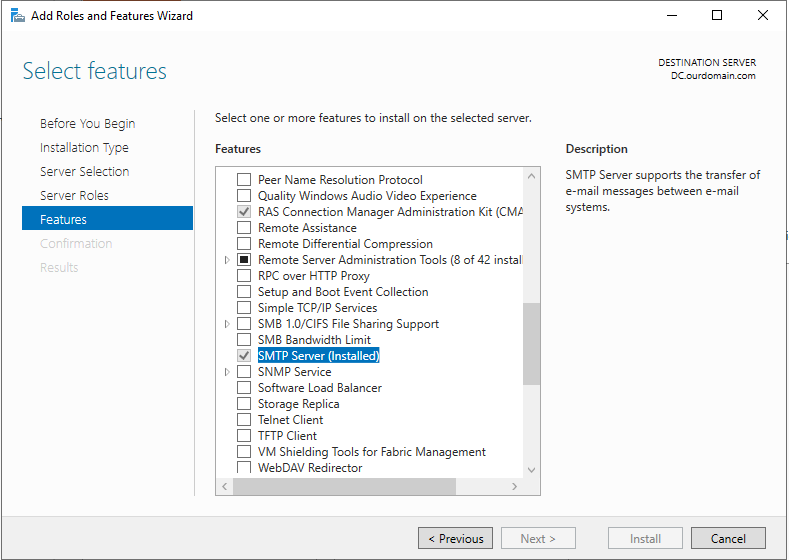 Add Roles and Features Wizard
Select features
DESTINATION SERVER
DC.ourdomain.com
Before You Begin
Installation Type
Server Selection
Server Roles
Features
Confirmation
Results
Select one or more features to install on the selected server.
Features
Peer Name Resolution Protocol
Quality Windows Audio Video Experience
RAS Connection Manager Administration Kit (CMA
Remote Assistance
Remote Differential Compression
Remote Server Administration Tools (8 of 42 instal
RPC over HTTP Proxy
Setup and Boot Event Collection
Simple TCP/IP Services
SMB 1.0/CIFS File Sharing Support
SMB Bandwidth Limit
SMTP Server (Installed)
SNMP Service
Software Load Balancer
Storage Replica
Telnet Client
TFTP Client
VM Shielding Tools for Fabric Management
WebDAV Redirector
Description
SMTP Server supports the transfer of
e-mail messages between e-mail
systems.
< Previous
Next >
Install
Cancel